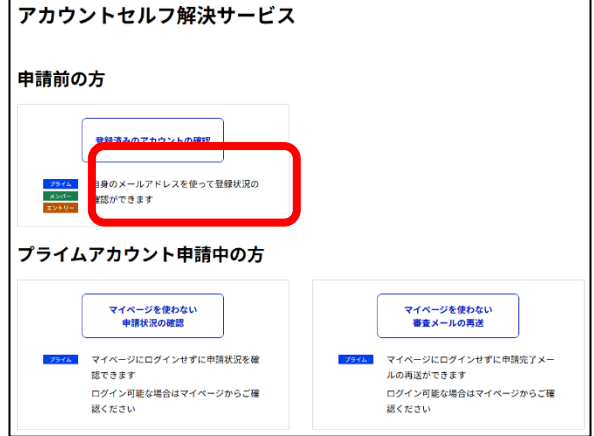 アカウントセルフ解決サービス
申請前の方
登録済みのアカウントの確認
プライム
メンバー
エントリー
自身のメールアドレスを使って登録状況の
確認ができます
プライムアカウント申請中の方
マイページを使わない
申請状況の確認
プライム
マイページにログインせずに申請状況を確
認できます
ログイン可能な場合はマイページからご確
認ください
マイページを使わない
審査メールの再送
プライム
マイページにログインせずに申請完了メー
ルの再送ができます
ログイン可能な場合はマイページからご確
認ください